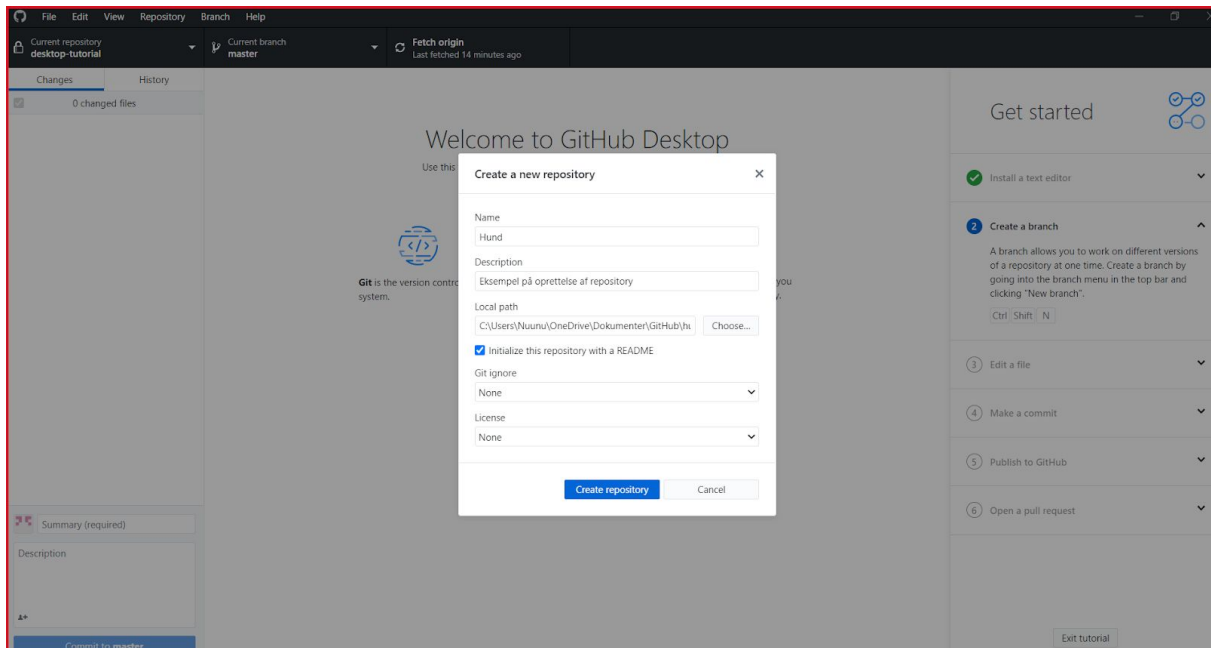 File Edit View Repository Branch Help
Current repository
desktop-tutorial
Current branch
master
Fetch origin
Last fetched 14 minutes ago
Changes History
0 changed files
Welcome to GitHub Desktop
Use this
Git is the version contro
system.
you
Create a new repository
Name
Hund
Description
Eksempel på oprettelse af repository
Local path
C:\Users\Nuunu\OneDrive\Dokumenter\GitHub\hu
Choose...
Initialize this repository with a README
Git ignore
None
License
None
Create repository Cancel
Get started
Install a text editor
2 Create a branch
A branch allows you to work on different versions
of a repository at one time. Create a branch by
going into the branch menu in the top bar and
clicking "New branch".
Ctrl Shift N
3 Edit a file
4 Make a commit
5 Publish to GitHub
6 Open a pull request
Exit tutorial
Summary (required)
Description
Commit to master